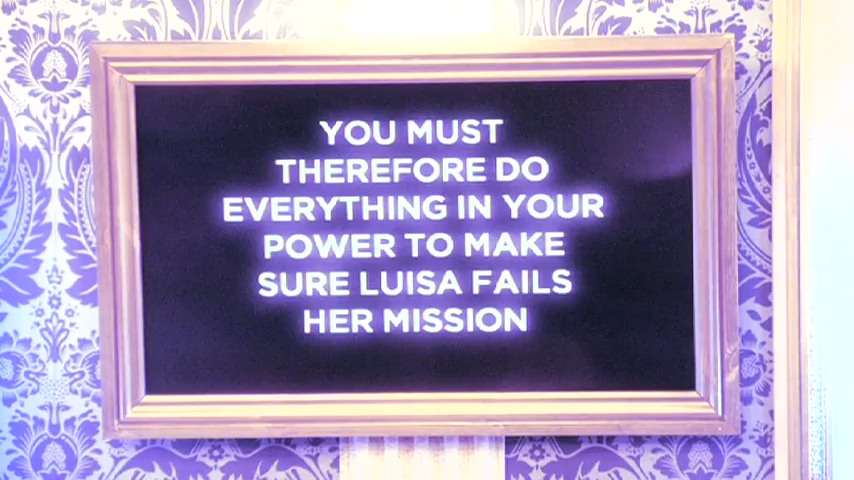 YOU MUST
THEREFORE DO
EVERYTHING IN YOUR
POWER TO MAKE
SURE LUISA FAILS
HER MISSION